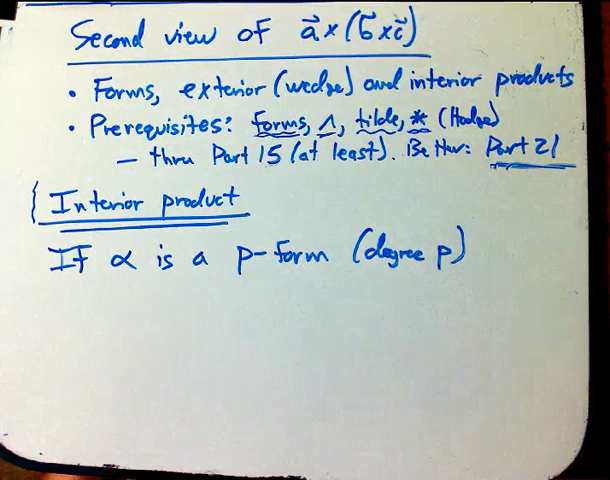 Second view of a⃗×(b⃗×c⃗)
• Forms, exterior (wedge) and interior products
• Prerequisites: forms, ∧, tilde, * (Hodge)
— thru Part 15 (at least). Better: Part 21
Interior product
If α is a p-form (degree p)